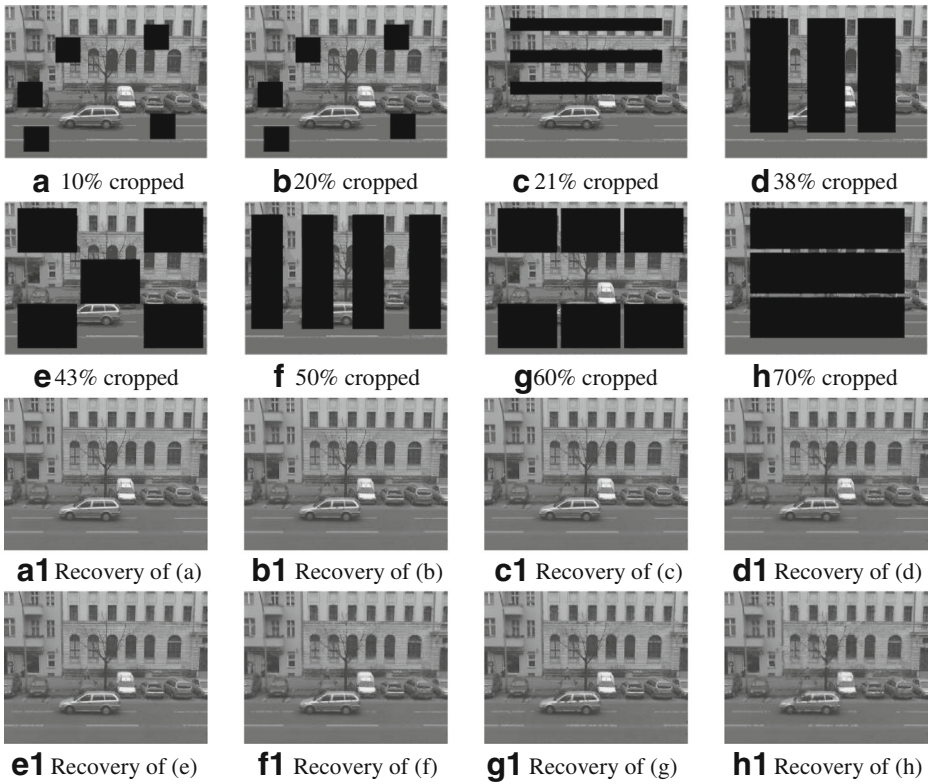 a 10% cropped
b 20% cropped
c 21% cropped
d 38% cropped
e 43% cropped
f 50% cropped
g 60% cropped
h 70% cropped
a1 Recovery of (a)
b1 Recovery of (b)
c1 Recovery of (c)
d1 Recovery of (d)
e1 Recovery of (e)
f1 Recovery of (f)
g1 Recovery of (g)
h1 Recovery of (h)